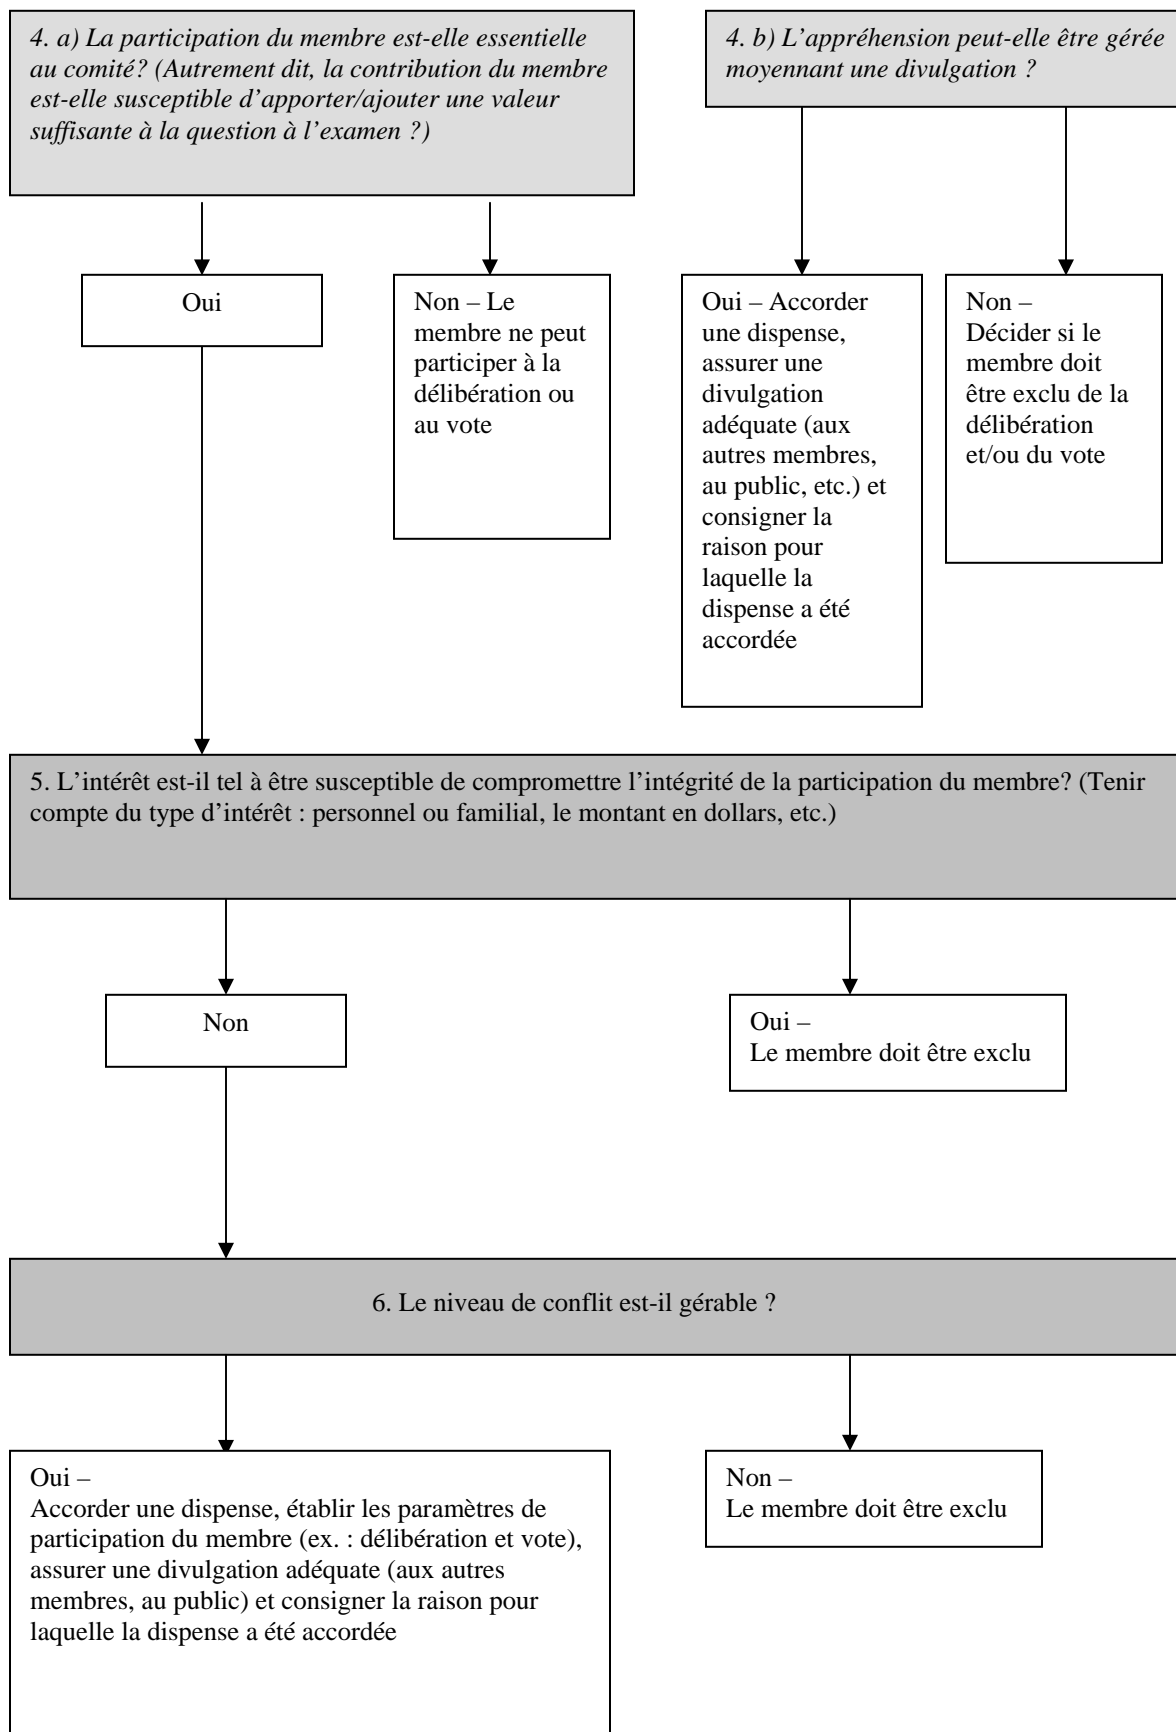 4. a) La participation du membre est-elle essentielle
au comité? (Autrement dit, la contribution du membre
est-elle susceptible d’apporter/ajouter une valeur
suffisante à la question à l’examen ?)
4. b) L’appréhension peut-elle être gérée
moyennant une divulgation ?
Oui
Non – Le
membre ne peut
participer à la
délibération ou
au vote
Oui – Accorder
une dispense,
assurer une
divulgation
adéquate (aux
autres membres,
au public, etc.) et
consigner la
raison pour
laquelle la
dispense a été
accordée
Non –
Décider si le
membre doit
être exclu de la
délibération
et/ou du vote
5. L’intérêt est-il tel à être susceptible de compromettre l’intégrité de la participation du membre? (Tenir
compte du type d’intérêt : personnel ou familial, le montant en dollars, etc.)
Non
Oui –
Le membre doit être exclu
6. Le niveau de conflit est-il gérable ?
Oui –
Accorder une dispense, établir les paramètres de
participation du membre (ex. : délibération et vote),
assurer une divulgation adéquate (aux autres
membres, au public) et consigner la raison pour
laquelle la dispense a été accordée
Non –
Le membre doit être exclu